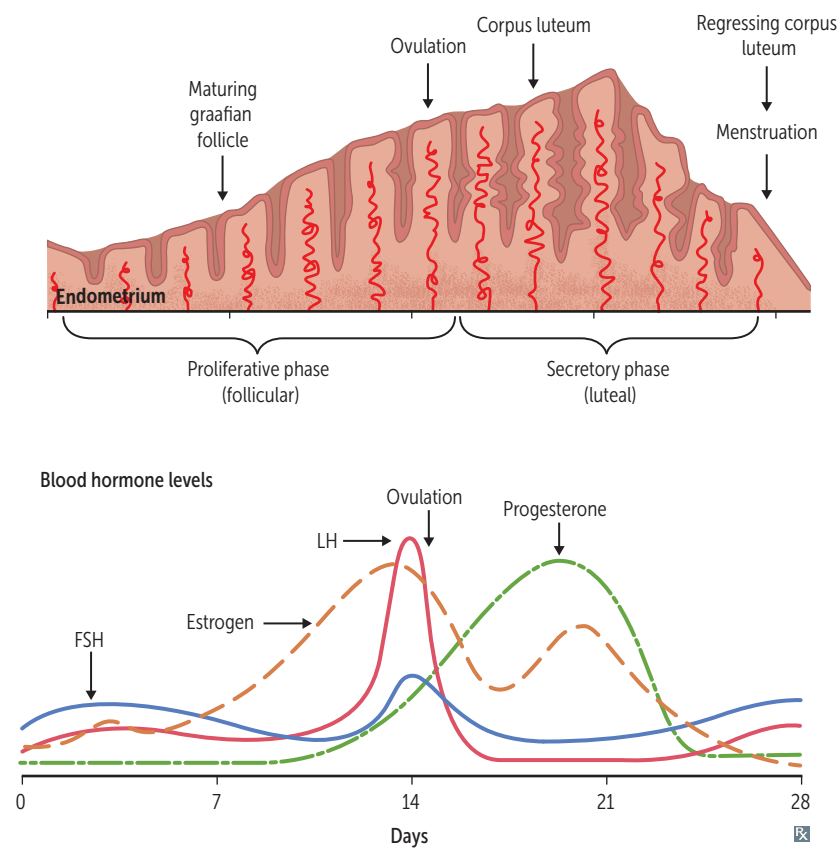 Corpus luteum
Regressing corpus
luteum
Ovulation
Maturing
graafian
follicle
Menstruation
Endometrium
Proliferative phase
(follicular)
Secretory phase
(luteal)
Blood hormone levels
Ovulation
Progesterone
LH
Estrogen
FSH
0 7 14 21 28
Days
℞